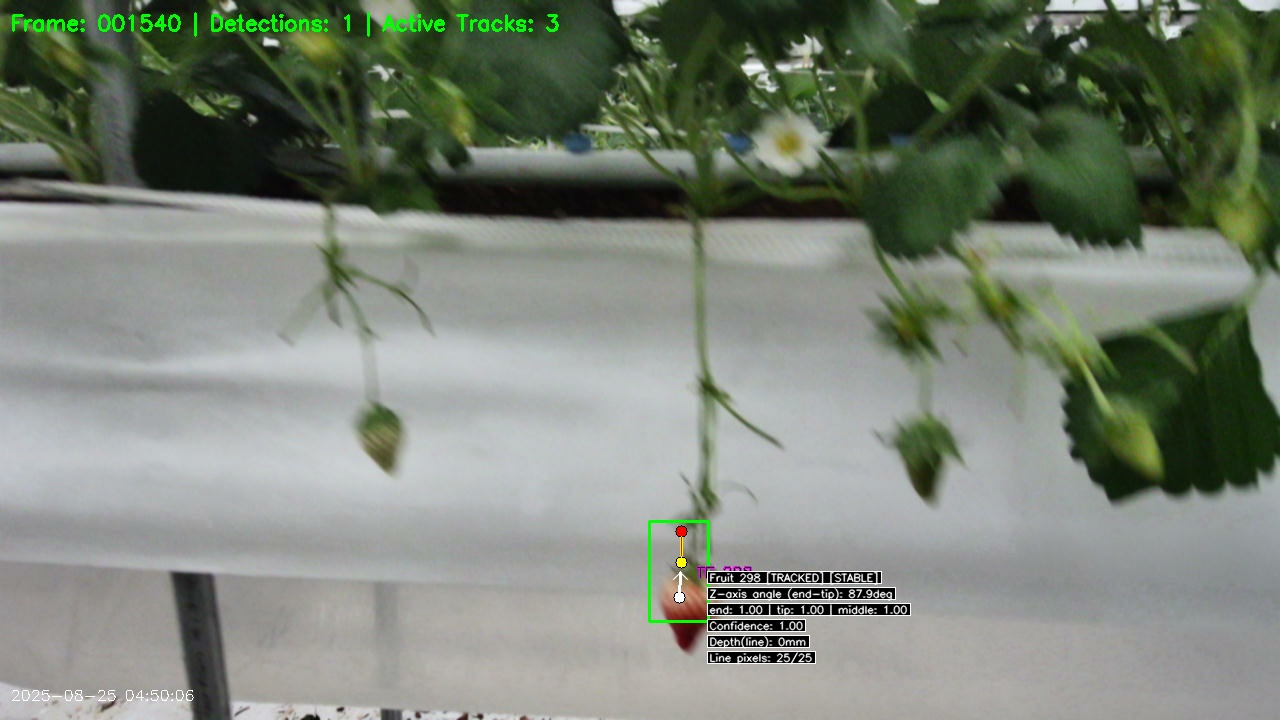 Frame: 001540 | Detections: 1 | Active Tracks: 3
Fruit 298 [TRACKED] [STABLE]
Z-axis angle (end-tip): 87.9deg
end: 1.00 | tip: 1.00 | middle: 1.00
Confidence: 1.00
Depth(line): 0mm
Line pixels: 25/25
2025-08-25 04:50:06